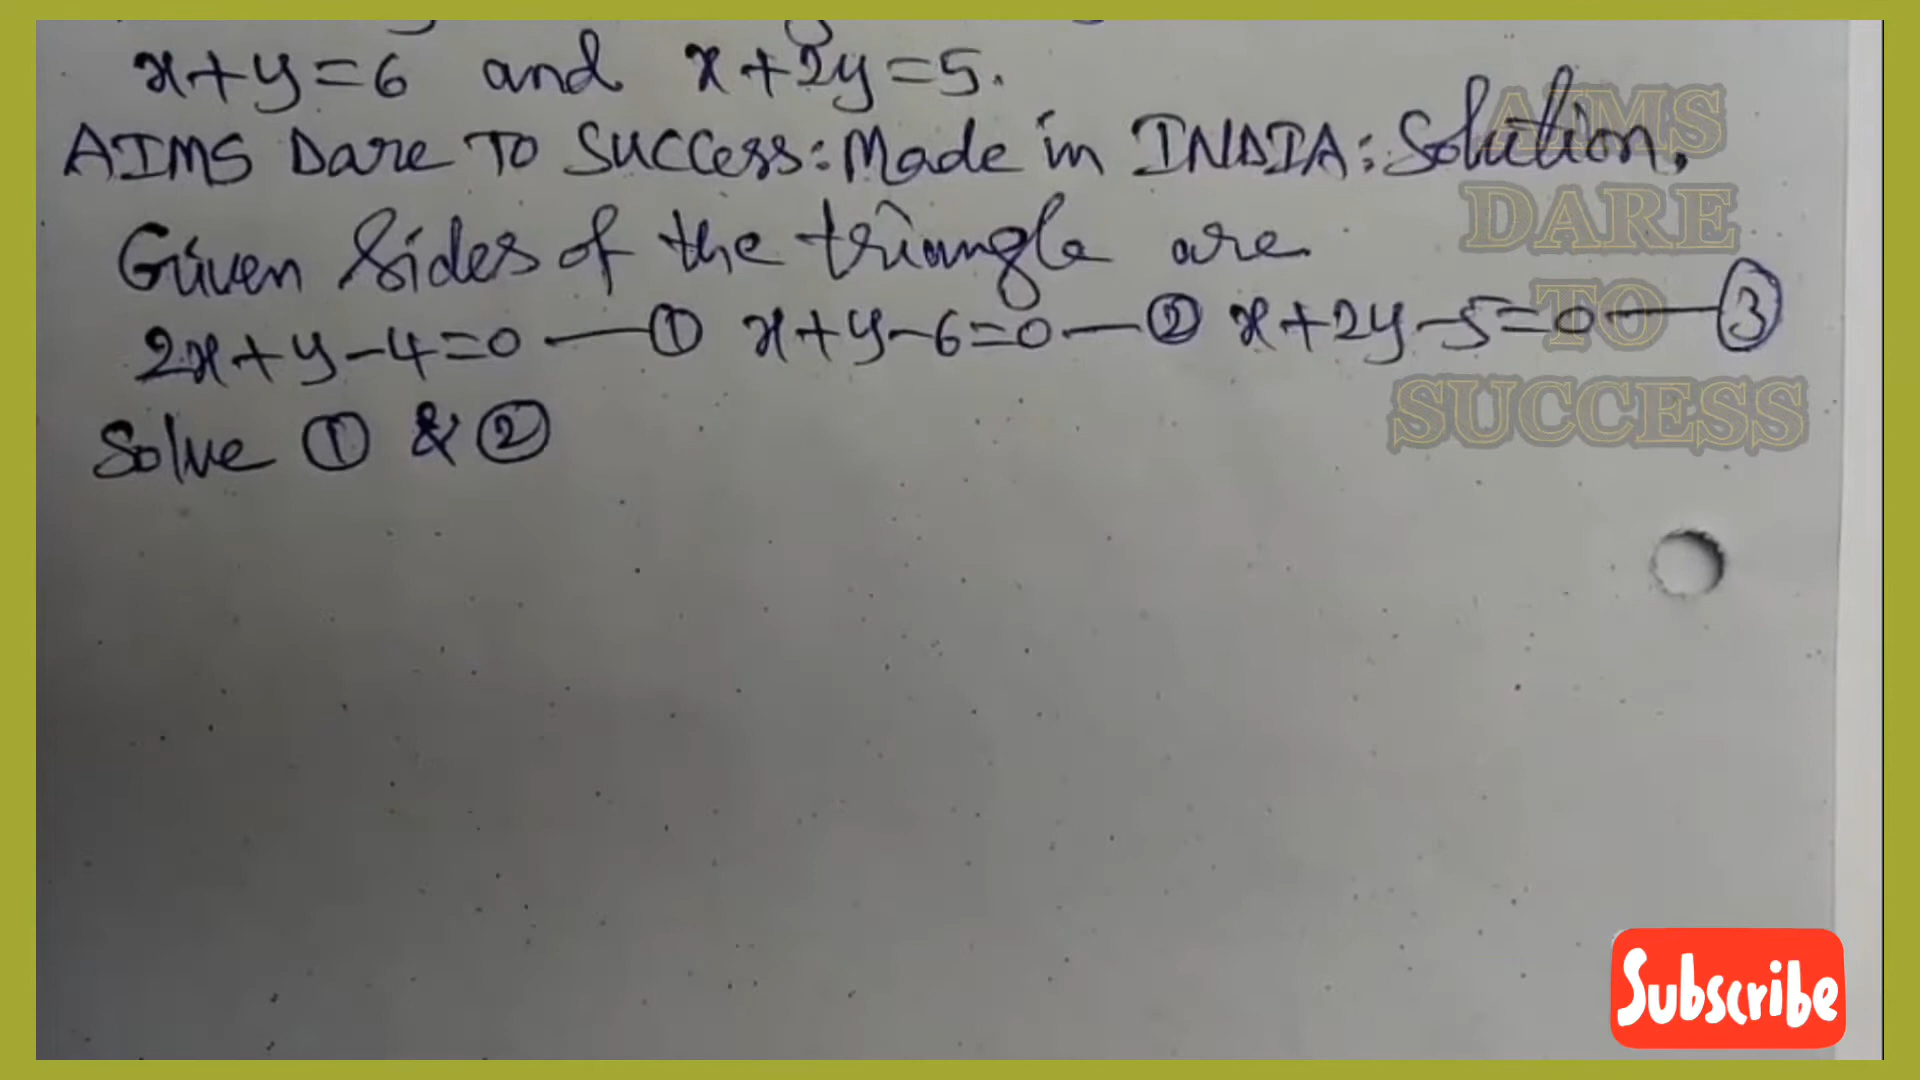 x+y=6 and x+2y=5.
AIMS Dare To SUCCess: Made in INDIA: Solution.
Given Sides of the triangle are
2x+y-4=0 — ① x+y-6=0 — ② x+2y-5=0 — ③
Solve ① & ②
AIMS
DARE
TO
SUCCESS
Subscribe